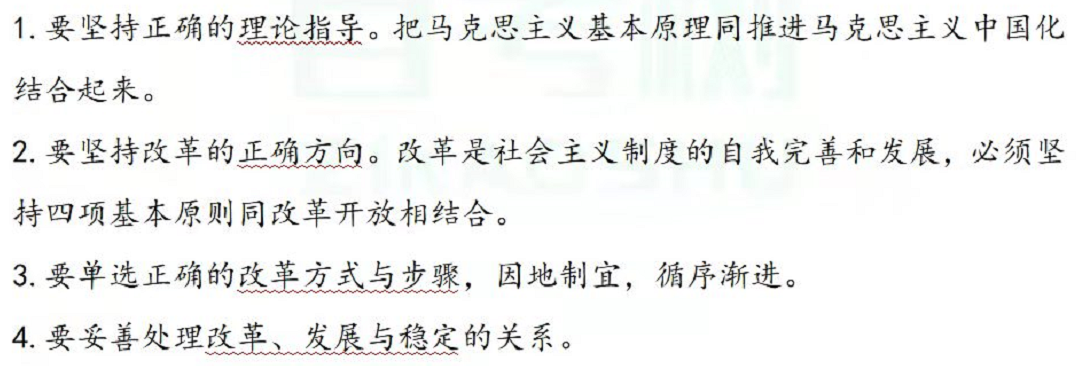 1.要坚持正确的理论指导。把马克思主义基本原理同推进马克思主义中国化
结合起来。
2.要坚持改革的正确方向。改革是社会主义制度的自我完善和发展，必须坚
持四项基本原则同改革开放相结合。
3.要单选正确的改革方式与步骤，因地制宜，循序渐进。
4.要妥善处理改革、发展与稳定的关系。